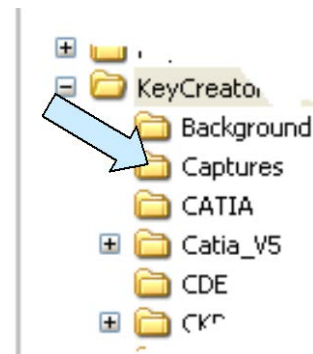 KeyCreator
Background
Captures
CATIA
Catia_V5
CDE